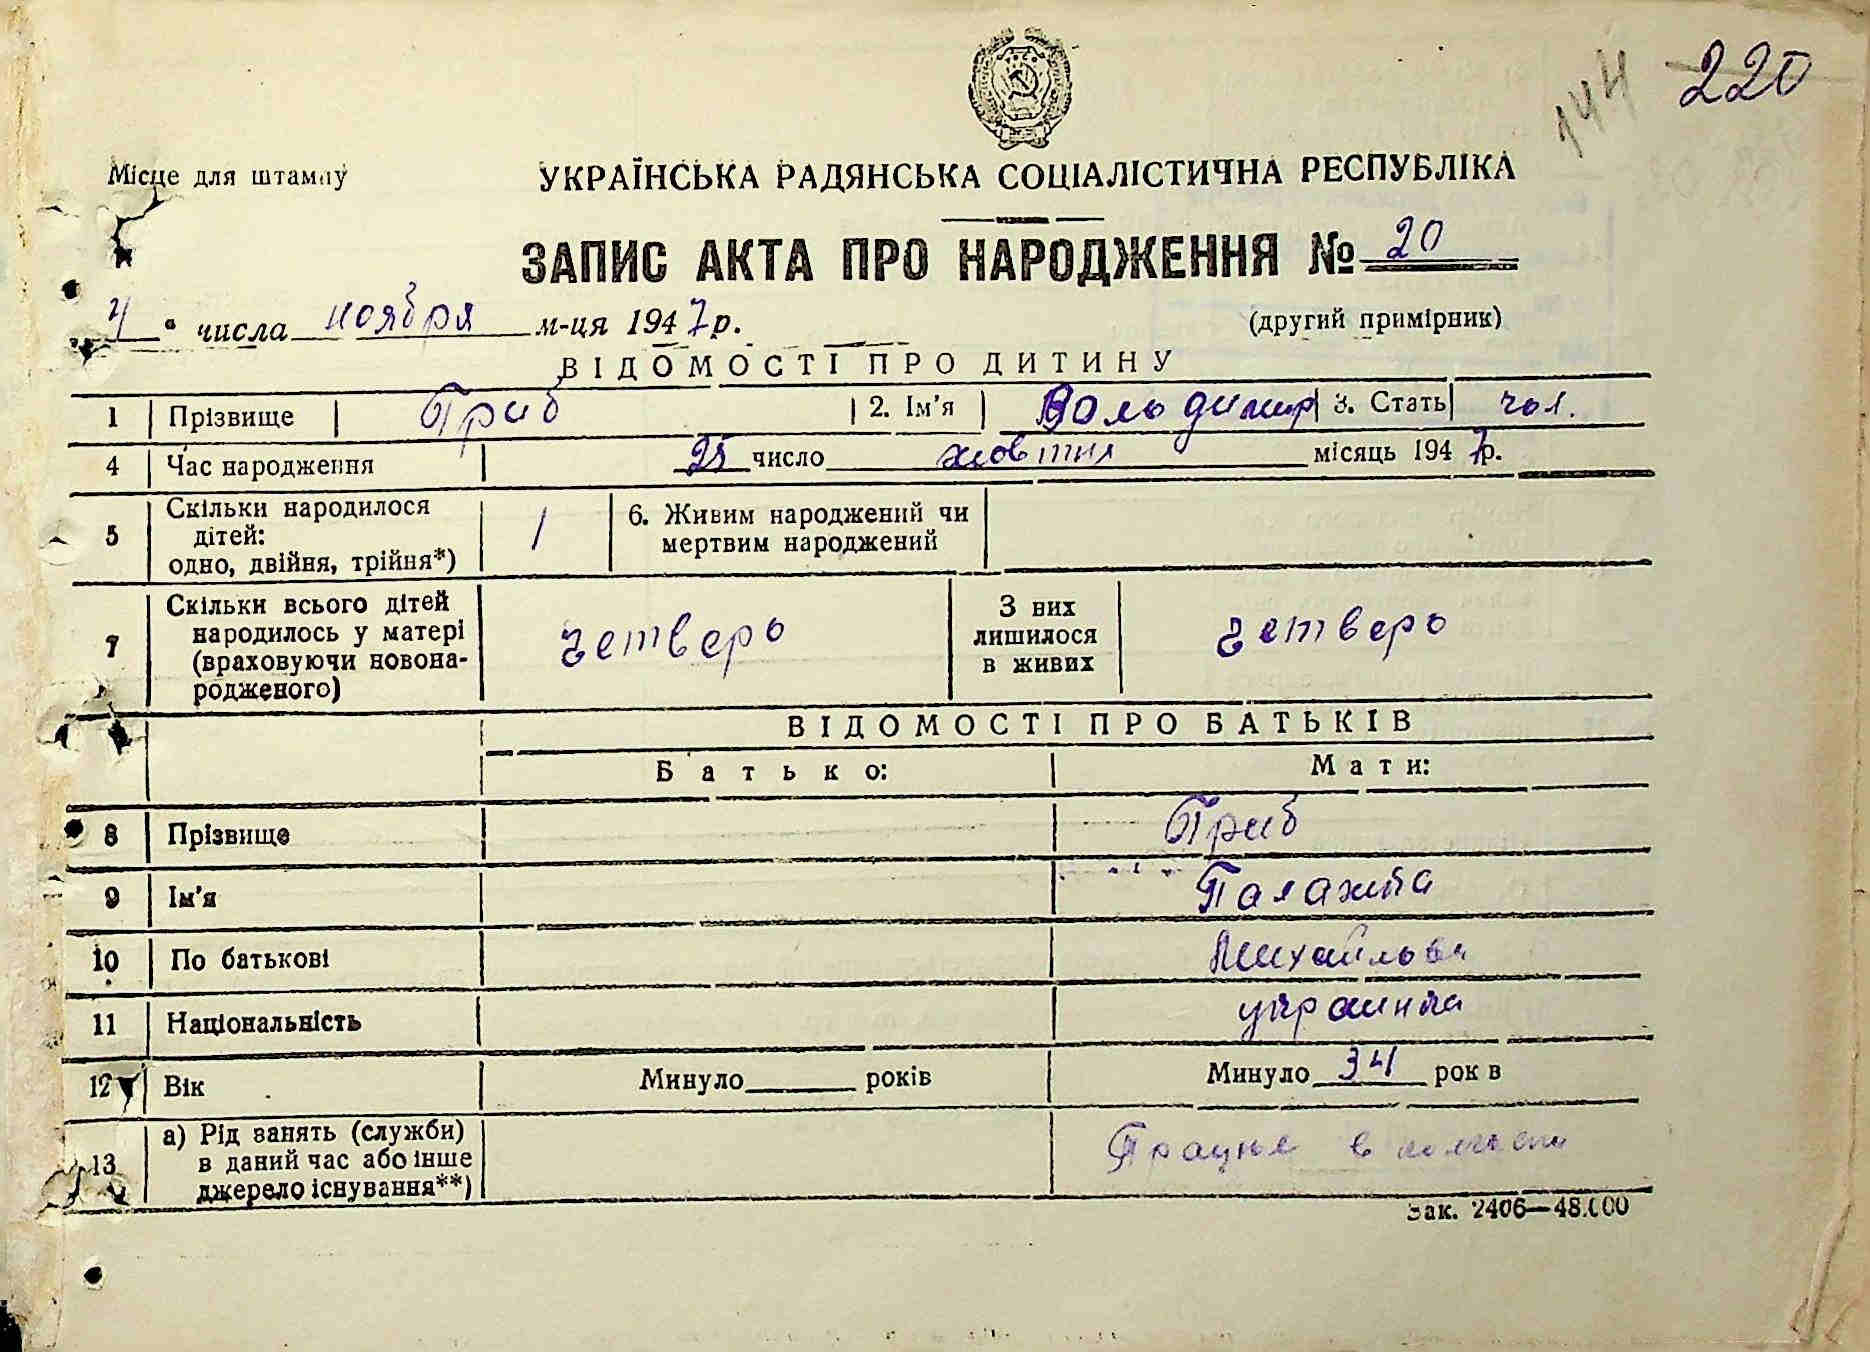 144 220
Місце для штампу
УКРАЇНСЬКА РАДЯНСЬКА СОЦІАЛІСТИЧНА РЕСПУБЛІКА
ЗАПИС АКТА ПРО НАРОДЖЕННЯ № 20
4 " числа ноября м-ця 1947 р.
(другий примірник)
ВІДОМОСТІ ПРО ДИТИНУ
1 Прізвище Гриб 2. Ім'я Володимир 3. Стать чол.
4 Час народження 25 число жовтня місяць 1947 р.
5 Скільки народилося дітей: одно, двійня, трійня*) 1 6. Живим народжений чи мертвим народжений
7 Скільки всього дітей народилось у матері (враховуючи новонародженого) четверо З них лишилося в живих четверо
ВІДОМОСТІ ПРО БАТЬКІВ
Батько: Мати:
8 Прізвище Гриб
9 Ім'я Палажка
10 По батькові Михайлівн
11 Національність украинка
12 Вік Минуло років Минуло 34 рок в
13 а) Рід занять (служби) в даний час або інше джерело існування**) Працює в
Зак. 2406—48.000